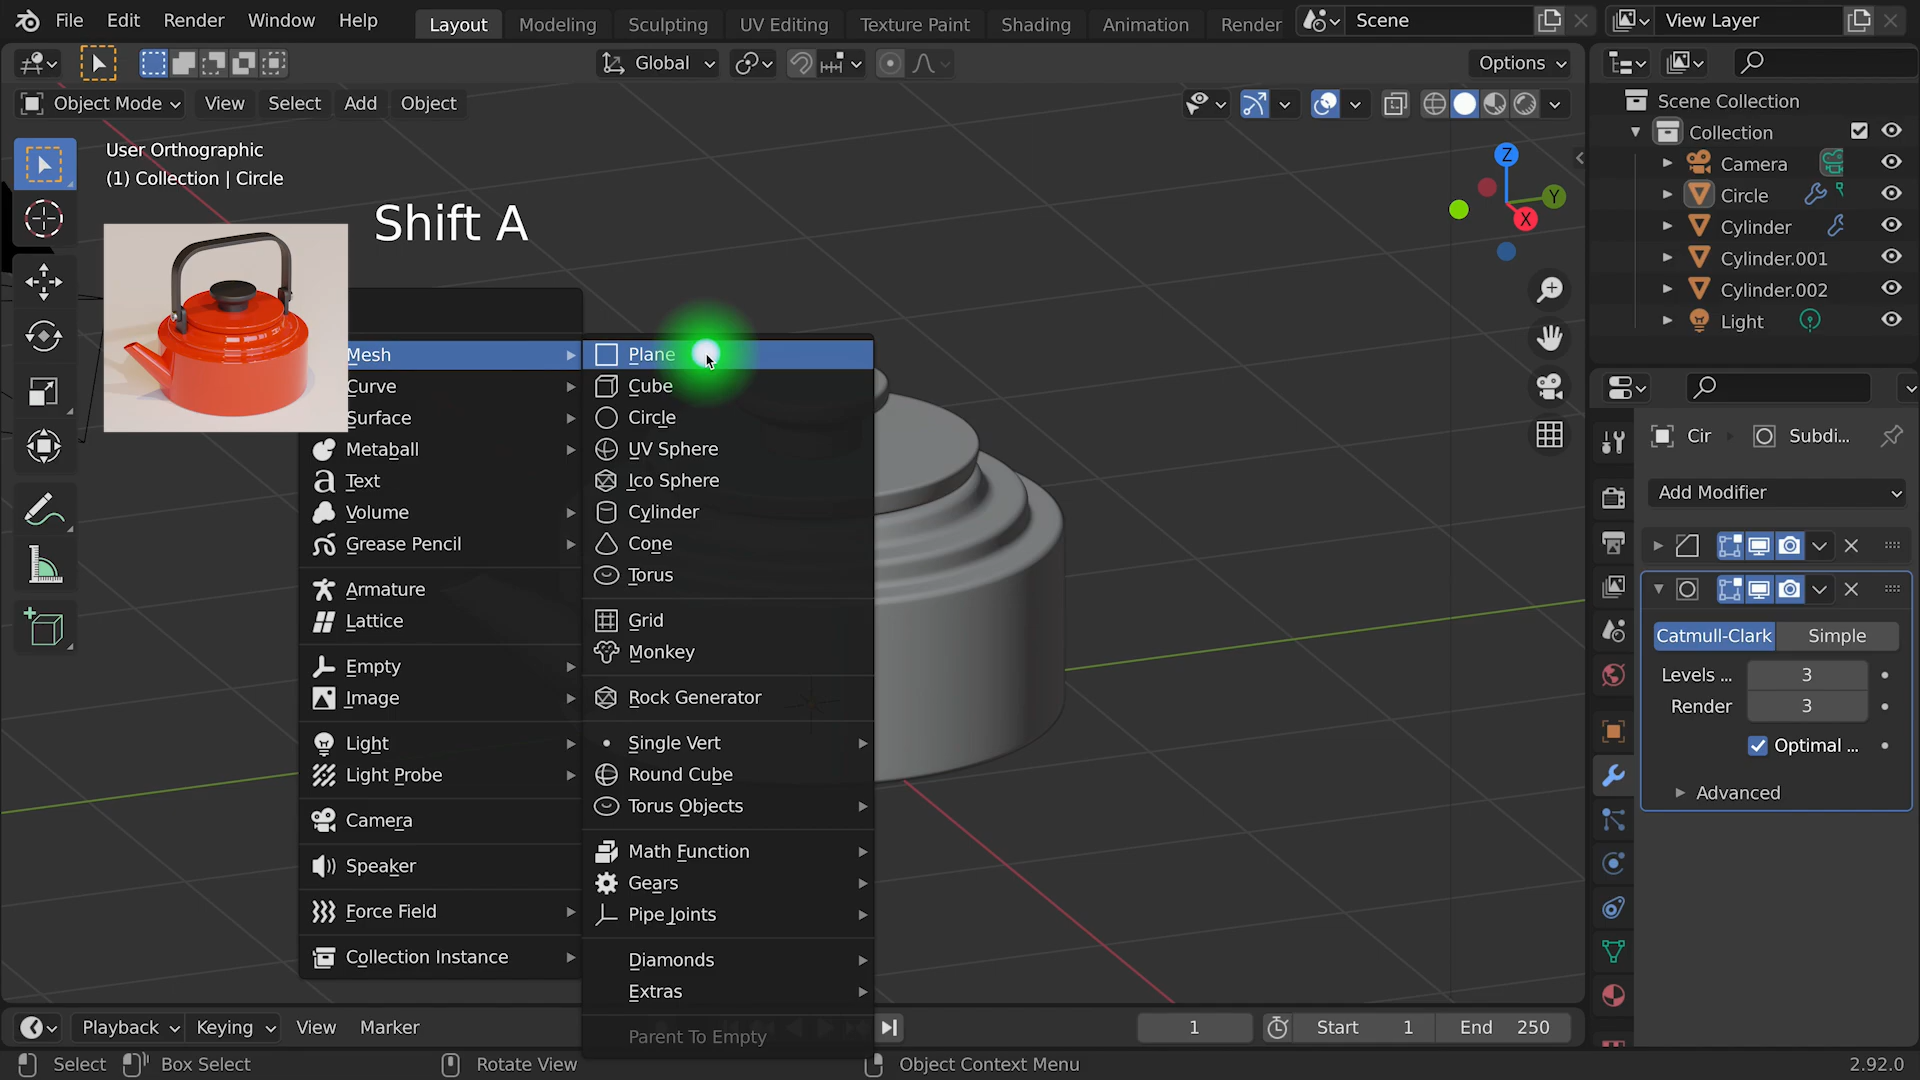 File Edit Render Window Help
Layout Modeling Sculpting UV Editing Texture Paint Shading Animation Render
Scene
View Layer
Global
Options
Object Mode View Select Add Object
User Orthographic
(1) Collection | Circle
Shift A
Z
Y
X
Scene Collection
Collection
Camera
Circle
Cylinder
Cylinder.001
Cylinder.002
Light
Mesh
Curve
Surface
Metaball
Text
Volume
Grease Pencil
Armature
Lattice
Empty
Image
Light
Light Probe
Camera
Speaker
Force Field
Collection Instance
Plane
Cube
Circle
UV Sphere
Ico Sphere
Cylinder
Cone
Torus
Grid
Monkey
Rock Generator
Single Vert
Round Cube
Torus Objects
Math Function
Gears
Pipe Joints
Diamonds
Extras
Parent To Empty
Cir
Subdi...
Add Modifier
Catmull-Clark Simple
Levels ... 3
Render 3
Optimal ...
Advanced
Playback Keying View Marker
1
Start 1
End 250
Select
Box Select
Rotate View
Object Context Menu
2.92.0